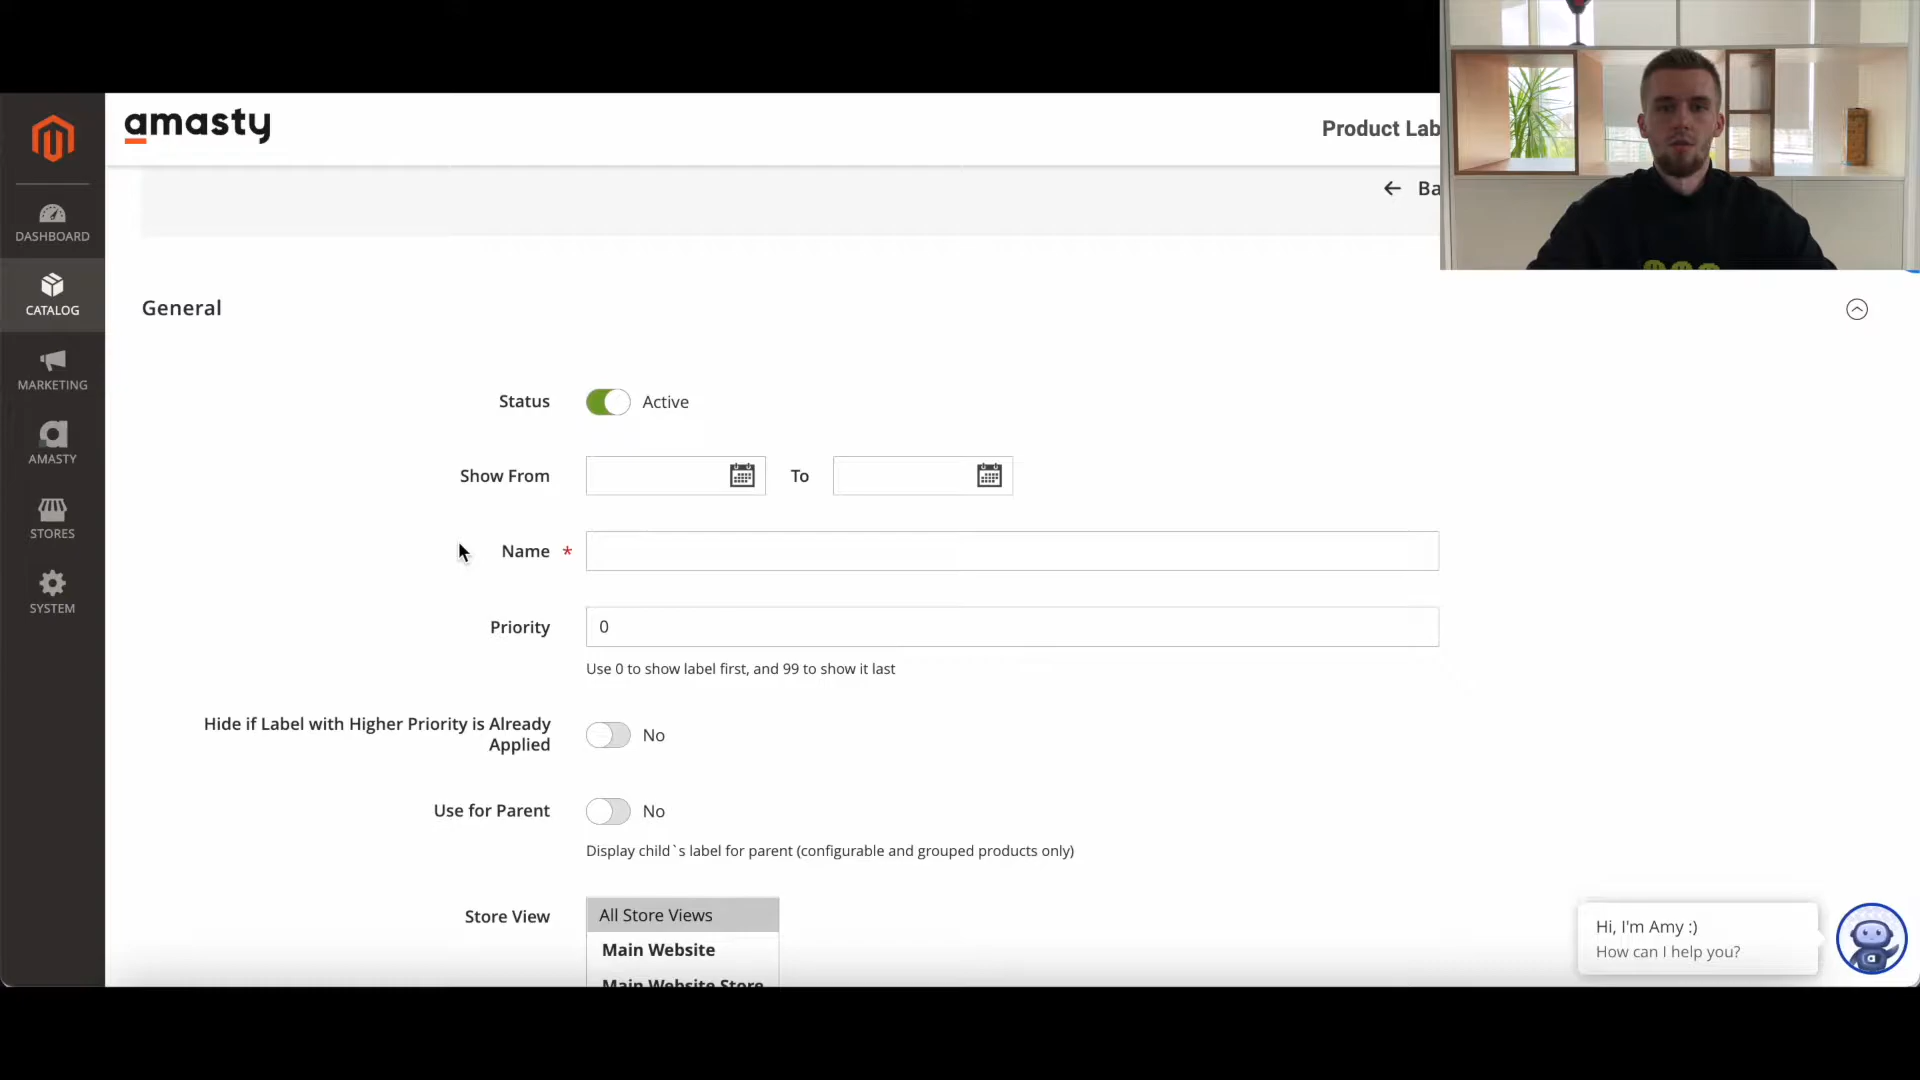 amasty
Product Lab
Ba
DASHBOARD
CATALOG
MARKETING
AMASTY
STORES
SYSTEM
General
Status
Active
Show From
To
Name *
Priority
0
Use 0 to show label first, and 99 to show it last
Hide if Label with Higher Priority is Already
Applied
No
Use for Parent
No
Display child`s label for parent (configurable and grouped products only)
Store View
All Store Views
Main Website
Main Website Store
Hi, I'm Amy :)
How can I help you?